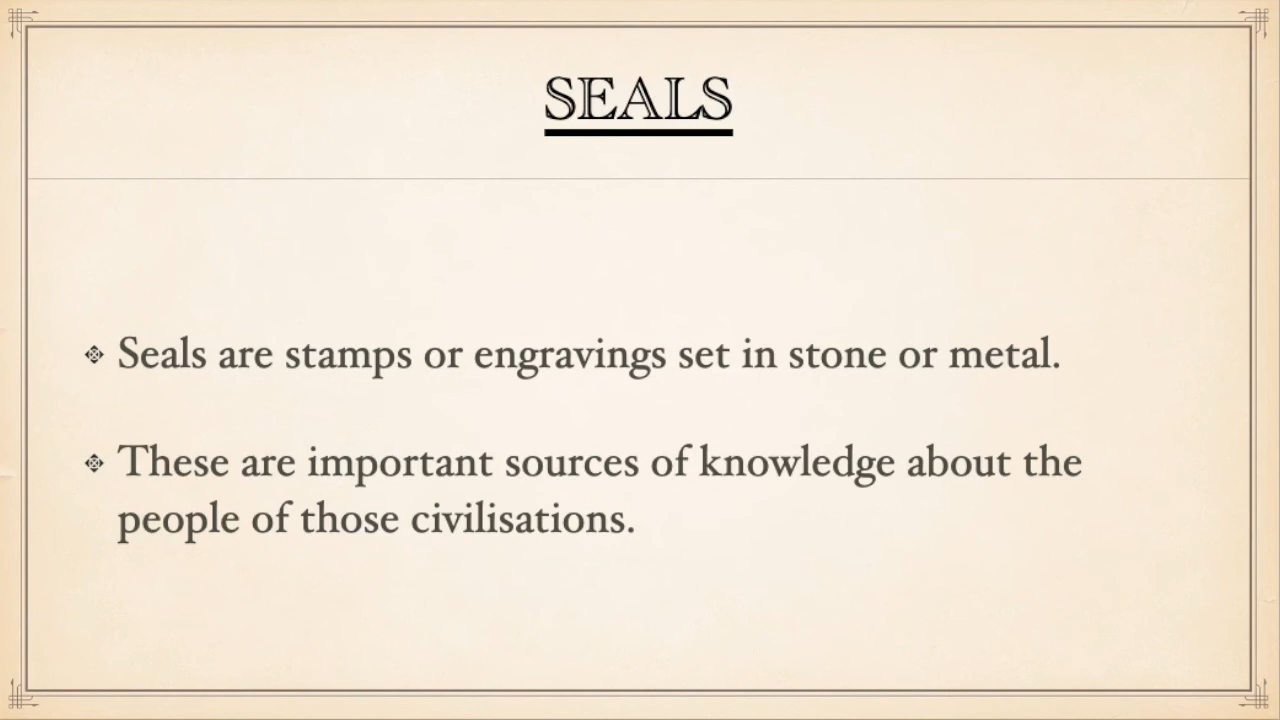 SEALS
Seals are stamps or engravings set in stone or metal.
These are important sources of knowledge about the
people of those civilisations.